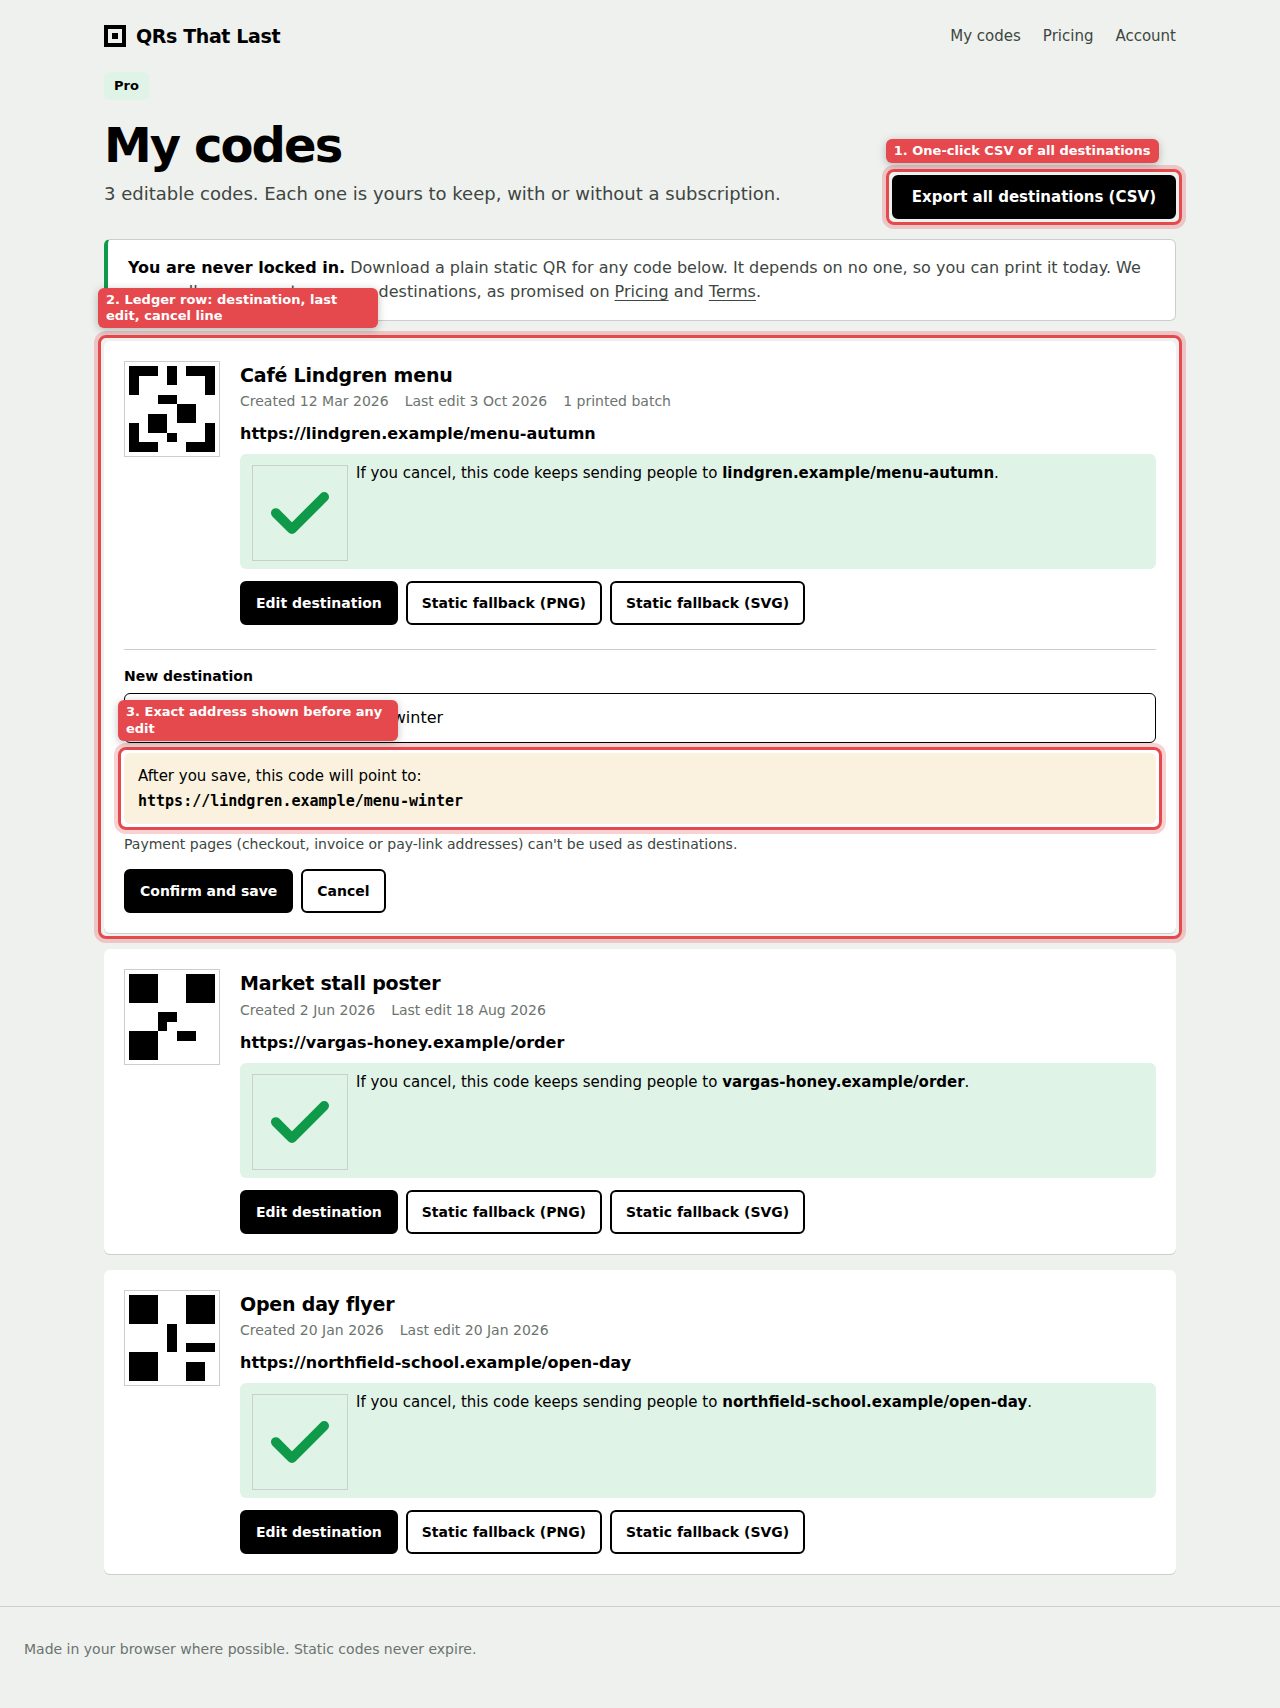 QRs That Last
My codes Pricing Account
Pro
My codes
1. One-click CSV of all destinations
3 editable codes. Each one is yours to keep, with or without a subscription.
Export all destinations (CSV)
You are never locked in. Download a plain static QR for any code below. It depends on no one, so you can print it today. We
destinations, as promised on Pricing and Terms.
2. Ledger row: destination, last
edit, cancel line
Café Lindgren menu
Created 12 Mar 2026 Last edit 3 Oct 2026 1 printed batch
https://lindgren.example/menu-autumn
If you cancel, this code keeps sending people to lindgren.example/menu-autumn.
Edit destination Static fallback (PNG) Static fallback (SVG)
New destination
3. Exact address shown before any
edit
winter
After you save, this code will point to:
https://lindgren.example/menu-winter
Payment pages (checkout, invoice or pay-link addresses) can't be used as destinations.
Confirm and save Cancel
Market stall poster
Created 2 Jun 2026 Last edit 18 Aug 2026
https://vargas-honey.example/order
If you cancel, this code keeps sending people to vargas-honey.example/order.
Edit destination Static fallback (PNG) Static fallback (SVG)
Open day flyer
Created 20 Jan 2026 Last edit 20 Jan 2026
https://northfield-school.example/open-day
If you cancel, this code keeps sending people to northfield-school.example/open-day.
Edit destination Static fallback (PNG) Static fallback (SVG)
Made in your browser where possible. Static codes never expire.